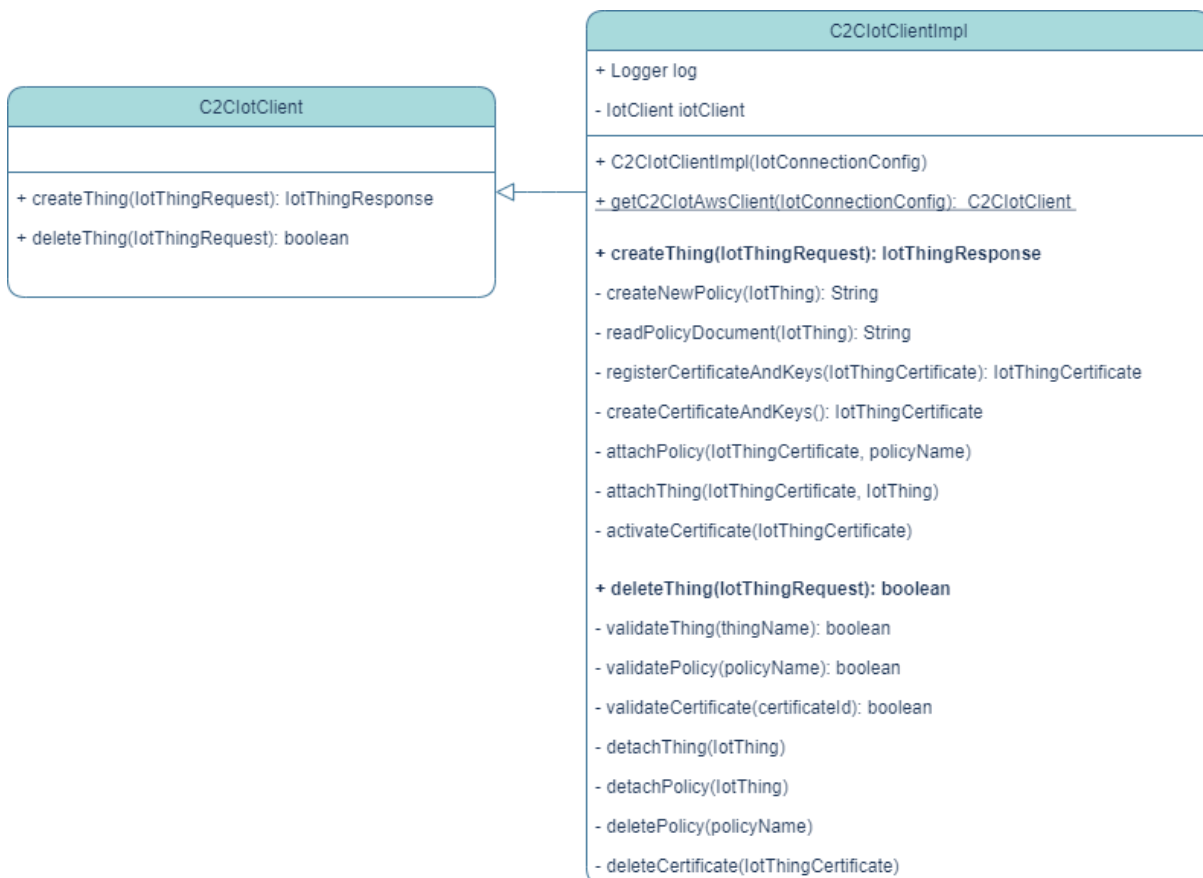 C2CIotClient
+ createThing(IotThingRequest): IotThingResponse
+ deleteThing(IotThingRequest): boolean
C2CIotClientImpl
+ Logger log
- IotClient iotClient
+ C2CIotClientImpl(IotConnectionConfig)
+ getC2CIotAwsClient(IotConnectionConfig): C2CIotClient
+ createThing(IotThingRequest): IotThingResponse
- createNewPolicy(IotThing): String
- readPolicyDocument(IotThing): String
- registerCertificateAndKeys(IotThingCertificate): IotThingCertificate
- createCertificateAndKeys(): IotThingCertificate
- attachPolicy(IotThingCertificate, policyName)
- attachThing(IotThingCertificate, IotThing)
- activateCertificate(IotThingCertificate)
+ deleteThing(IotThingRequest): boolean
- validateThing(thingName): boolean
- validatePolicy(policyName): boolean
- validateCertificate(certificateId): boolean
- detachThing(IotThing)
- detachPolicy(IotThing)
- deletePolicy(policyName)
- deleteCertificate(IotThingCertificate)